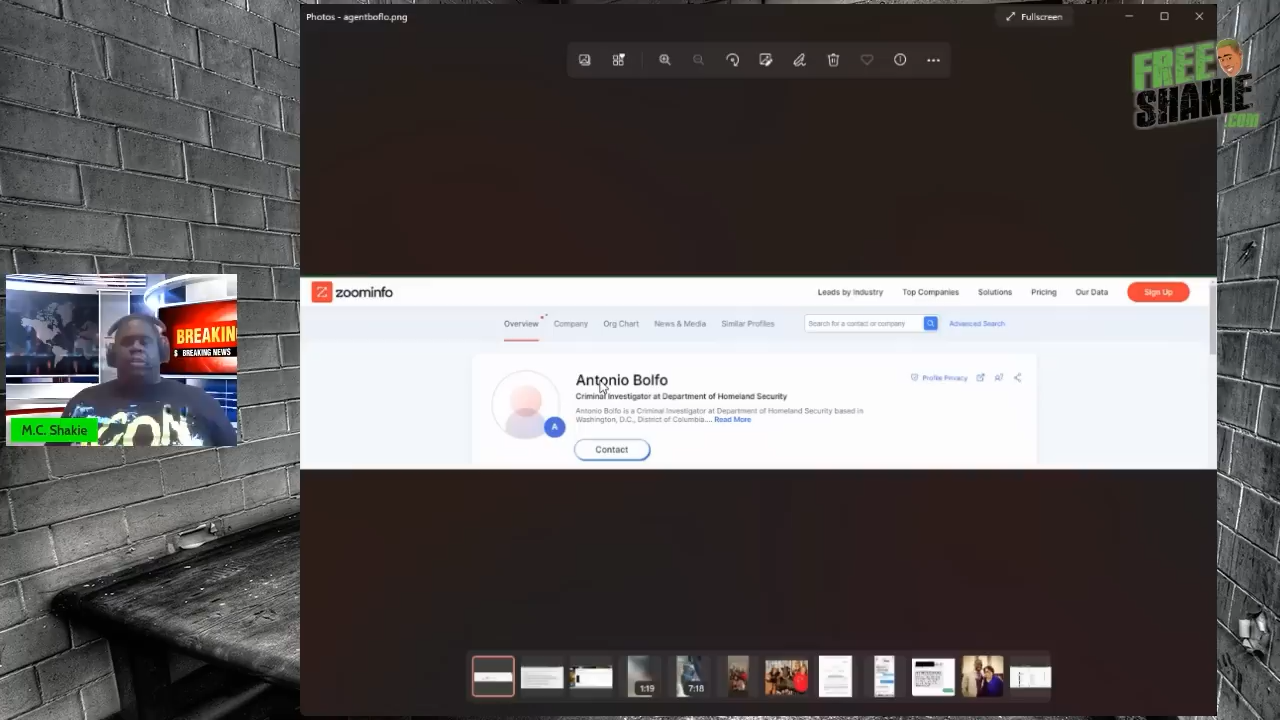 Photos - agentboflo.png
Fullscreen
FREE
SHAKIE
.COM
zoominfo
Leads by Industry
Top Companies
Solutions
Pricing
Our Data
Sign Up
Overview
Company
Org Chart
News & Media
Similar Profiles
Search for a contact or company
Advanced Search
Antonio Bolfo
Profile Privacy
Criminal Investigator at Department of Homeland Security
Antonio Bolfo is a Criminal Investigator at Department of Homeland Security based in
Washington, D.C., District of Columbia.... Read More
A
Contact
BREAKIN
S BREAKING NEWS
M.C. Shakie
1:19
7:18